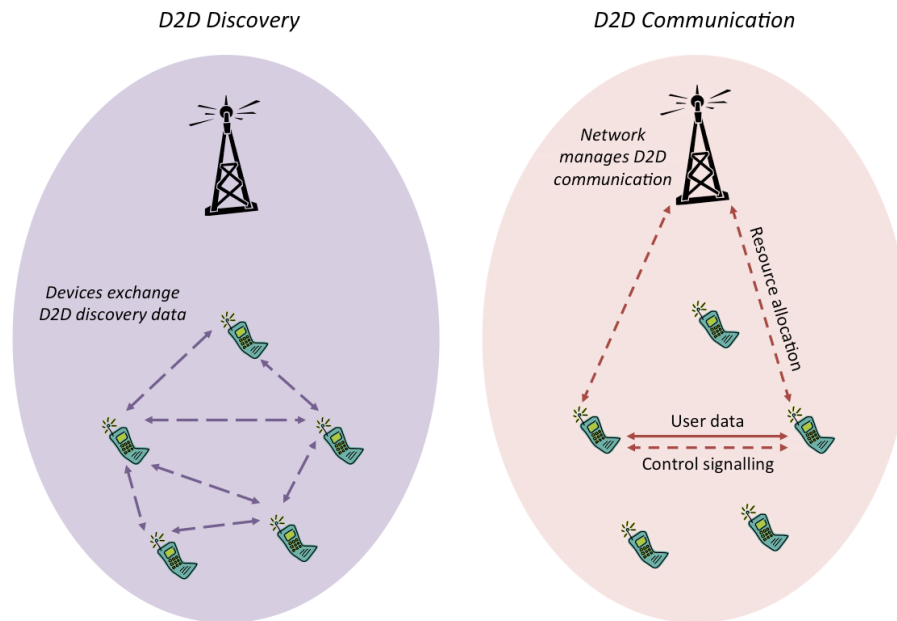 D2D Discovery
D2D Communication
Devices exchange
D2D discovery data
Network
manages D2D
communication
Resource allocation
User data
Control signalling